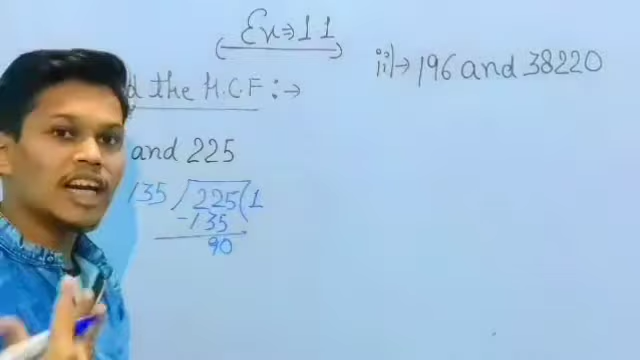 Ex⇒11
ii)→196 and 38220
the H.C.F:→
and 225
135)225(1
-135
90